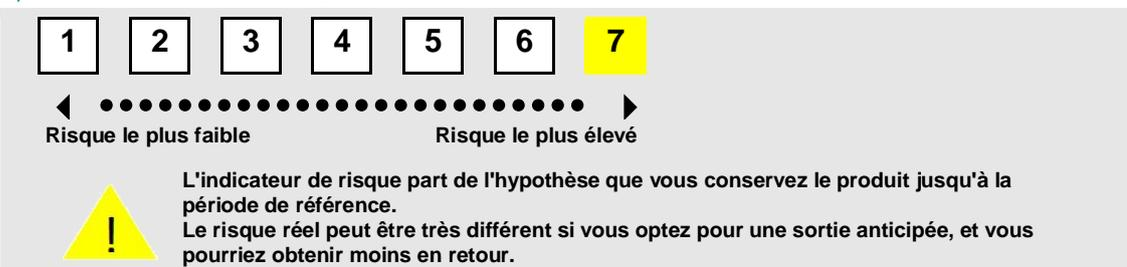 1 2 3 4 5 6 7
Risque le plus faible Risque le plus élevé
L'indicateur de risque part de l'hypothèse que vous conservez le produit jusqu'à la
période de référence.
! Le risque réel peut être très différent si vous optez pour une sortie anticipée, et vous
pourriez obtenir moins en retour.